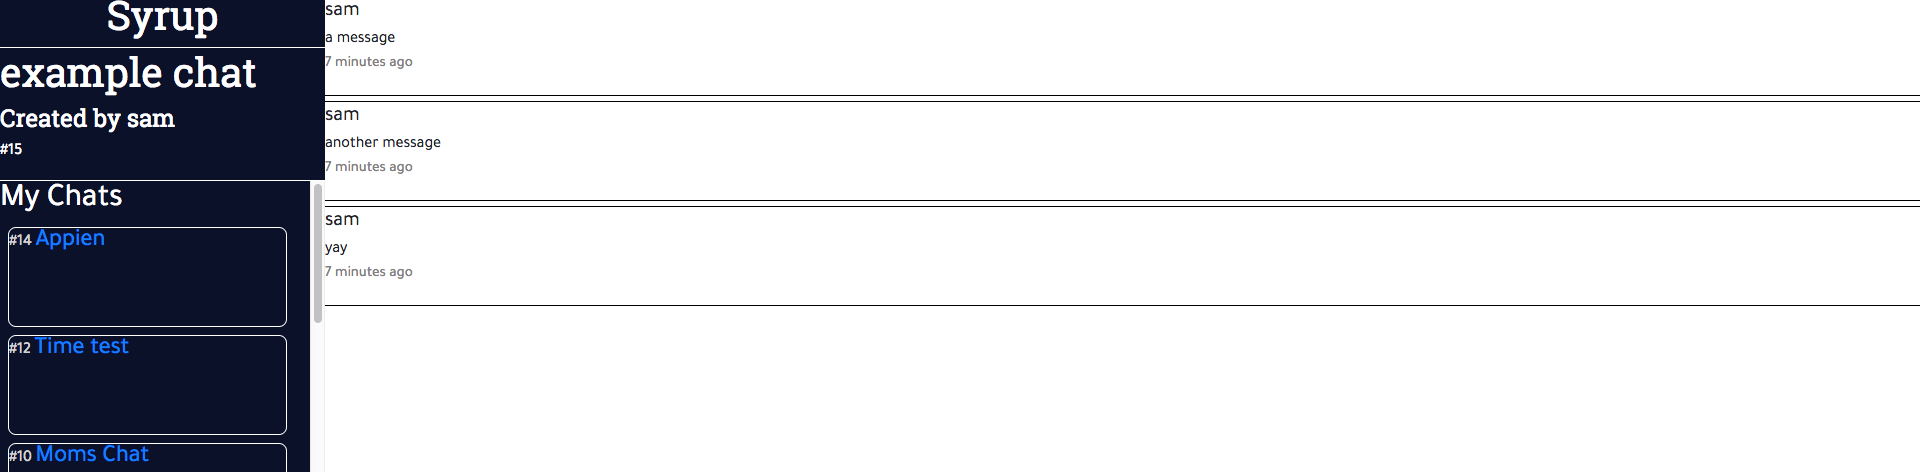 Syrup
example chat
Created by sam
#15
My Chats
#14 Appien
#12 Time test
#10 Moms Chat
sam
a message
7 minutes ago
sam
another message
7 minutes ago
sam
yay
7 minutes ago